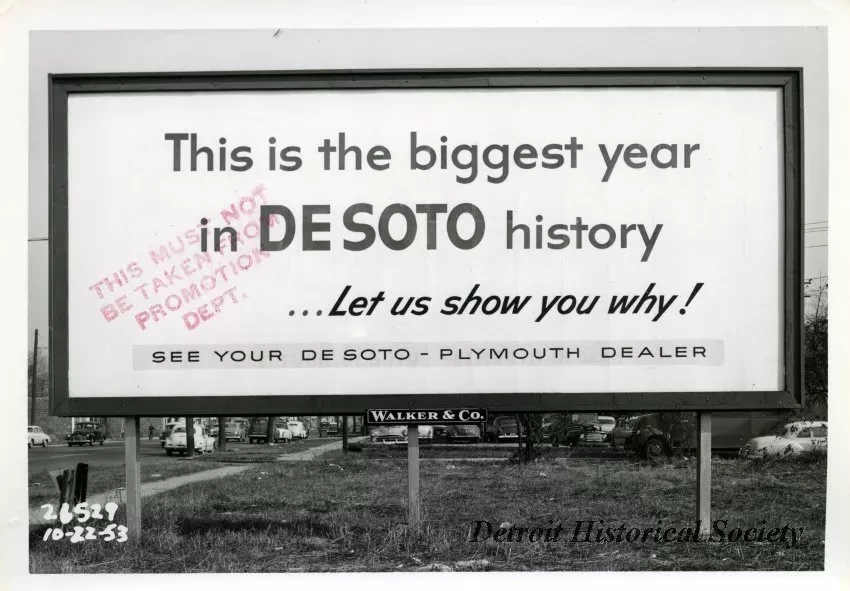 This is the biggest year
in DE SOTO history
...Let us show you why!
SEE YOUR DE SOTO - PLYMOUTH DEALER
THIS MUST NOT
BE TAKEN FROM
PROMOTION
DEPT.
WALKER & CO.
26529
10-22-53
Detroit Historical Society